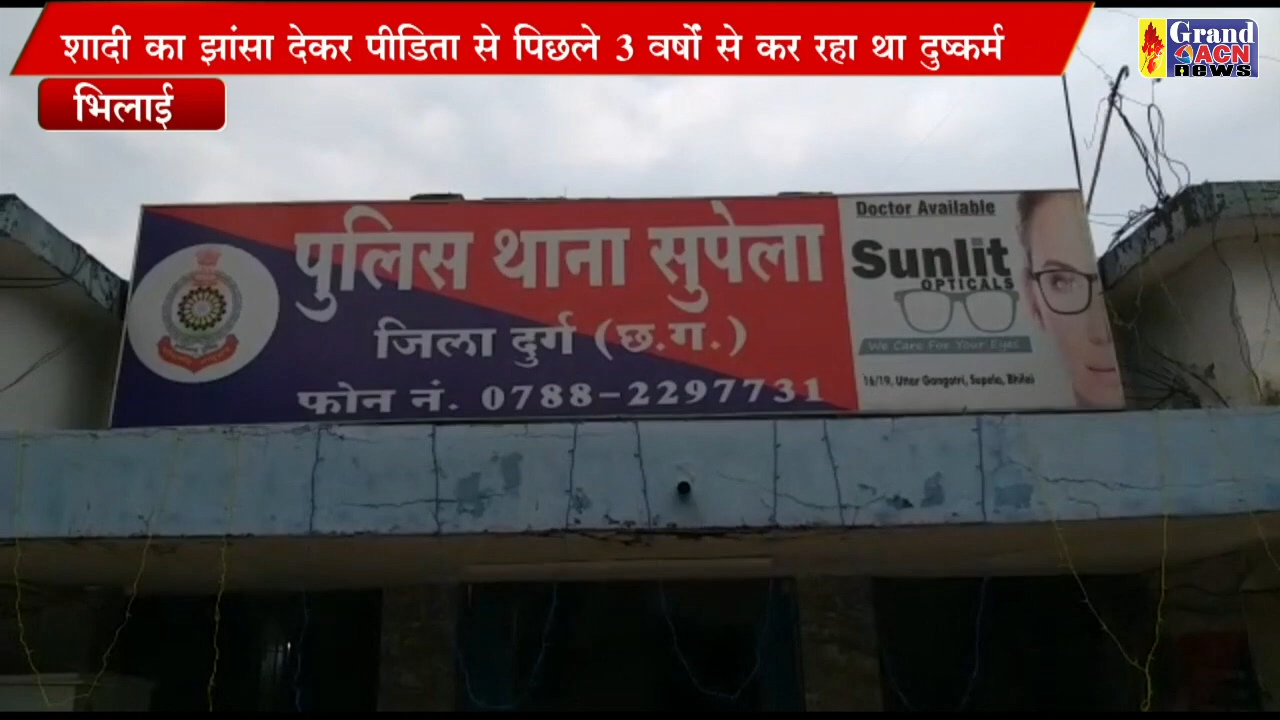 शादी का झांसा देकर पीडिता से पिछले 3 वर्षों से कर रहा था दुष्कर्म
Grand
ACN
news
भिलाई
पुलिस थाना सुपेला
जिला दुर्ग (छ.ग.)
फोन नं. 0788-2297731
Doctor Available
Sunlit
OPTICALS
We Care For Your Eyes
16/19, Uttar Gangotri, Supela, Bhilai